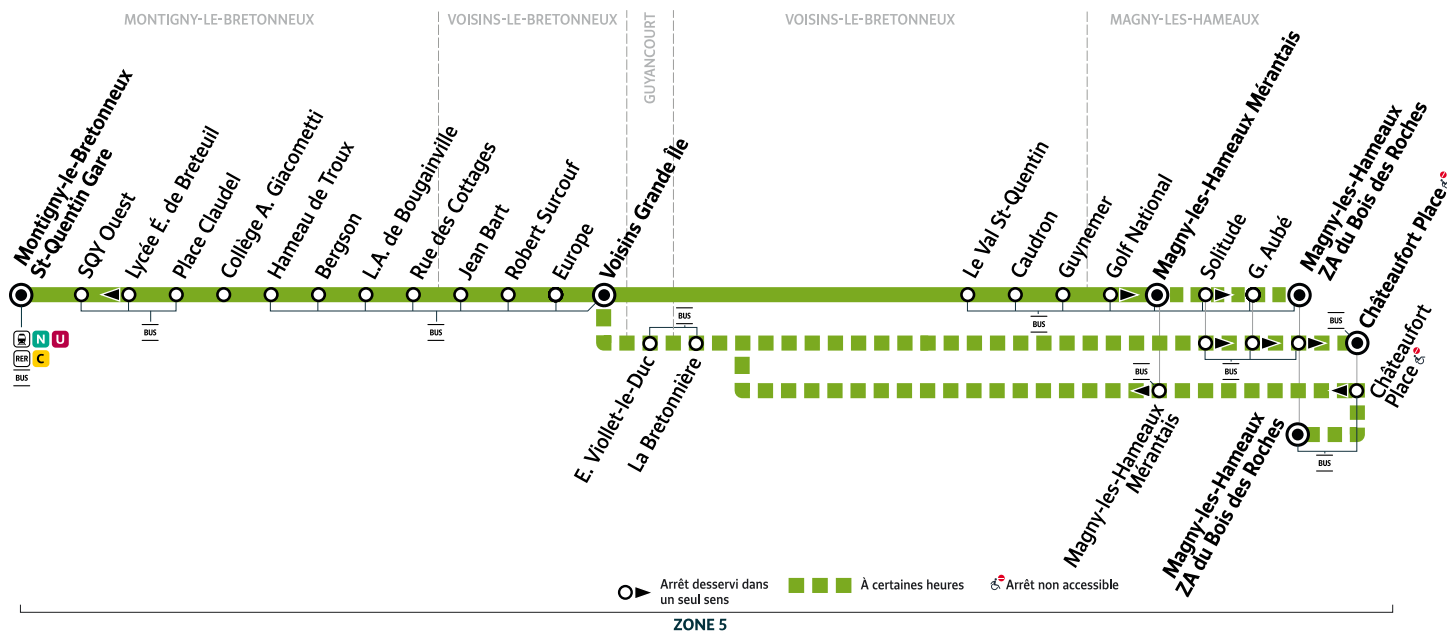 MONTIGNY-LE-BRETONNEUX
VOISINS-LE-BRETONNEUX
GUYANCOURT
VOISINS-LE-BRETONNEUX
MAGNY-LES-HAMEAUX
Montigny-le-Bretonneux
St-Quentin Gare
SQY Ouest
Lycée É. de Breteuil
Place Claudel
Collège A. Giacometti
Hameau de Troux
Bergson
L.A. de Bougainville
Rue des Cottages
Jean Bart
Robert Surcouf
Europe
Voisins Grande Île
Le Val St-Quentin
Caudron
Guynemer
Golf National
Magny-les-Hameaux Mérantais
Solitude
G. Aubé
Magny-les-Hameaux
ZA du Bois des Roches
Châteaufort Place
N U
RER C
BUS
BUS
BUS
BUS
BUS
BUS
BUS
BUS
BUS
E. Viollet-le-Duc
La Bretonnière
Châteaufort
Place
Magny-les-Hameaux
Mérantais
Magny-les-Hameaux
ZA du Bois des Roches
Arrêt desservi dans
un seul sens
À certaines heures
Arrêt non accessible
ZONE 5